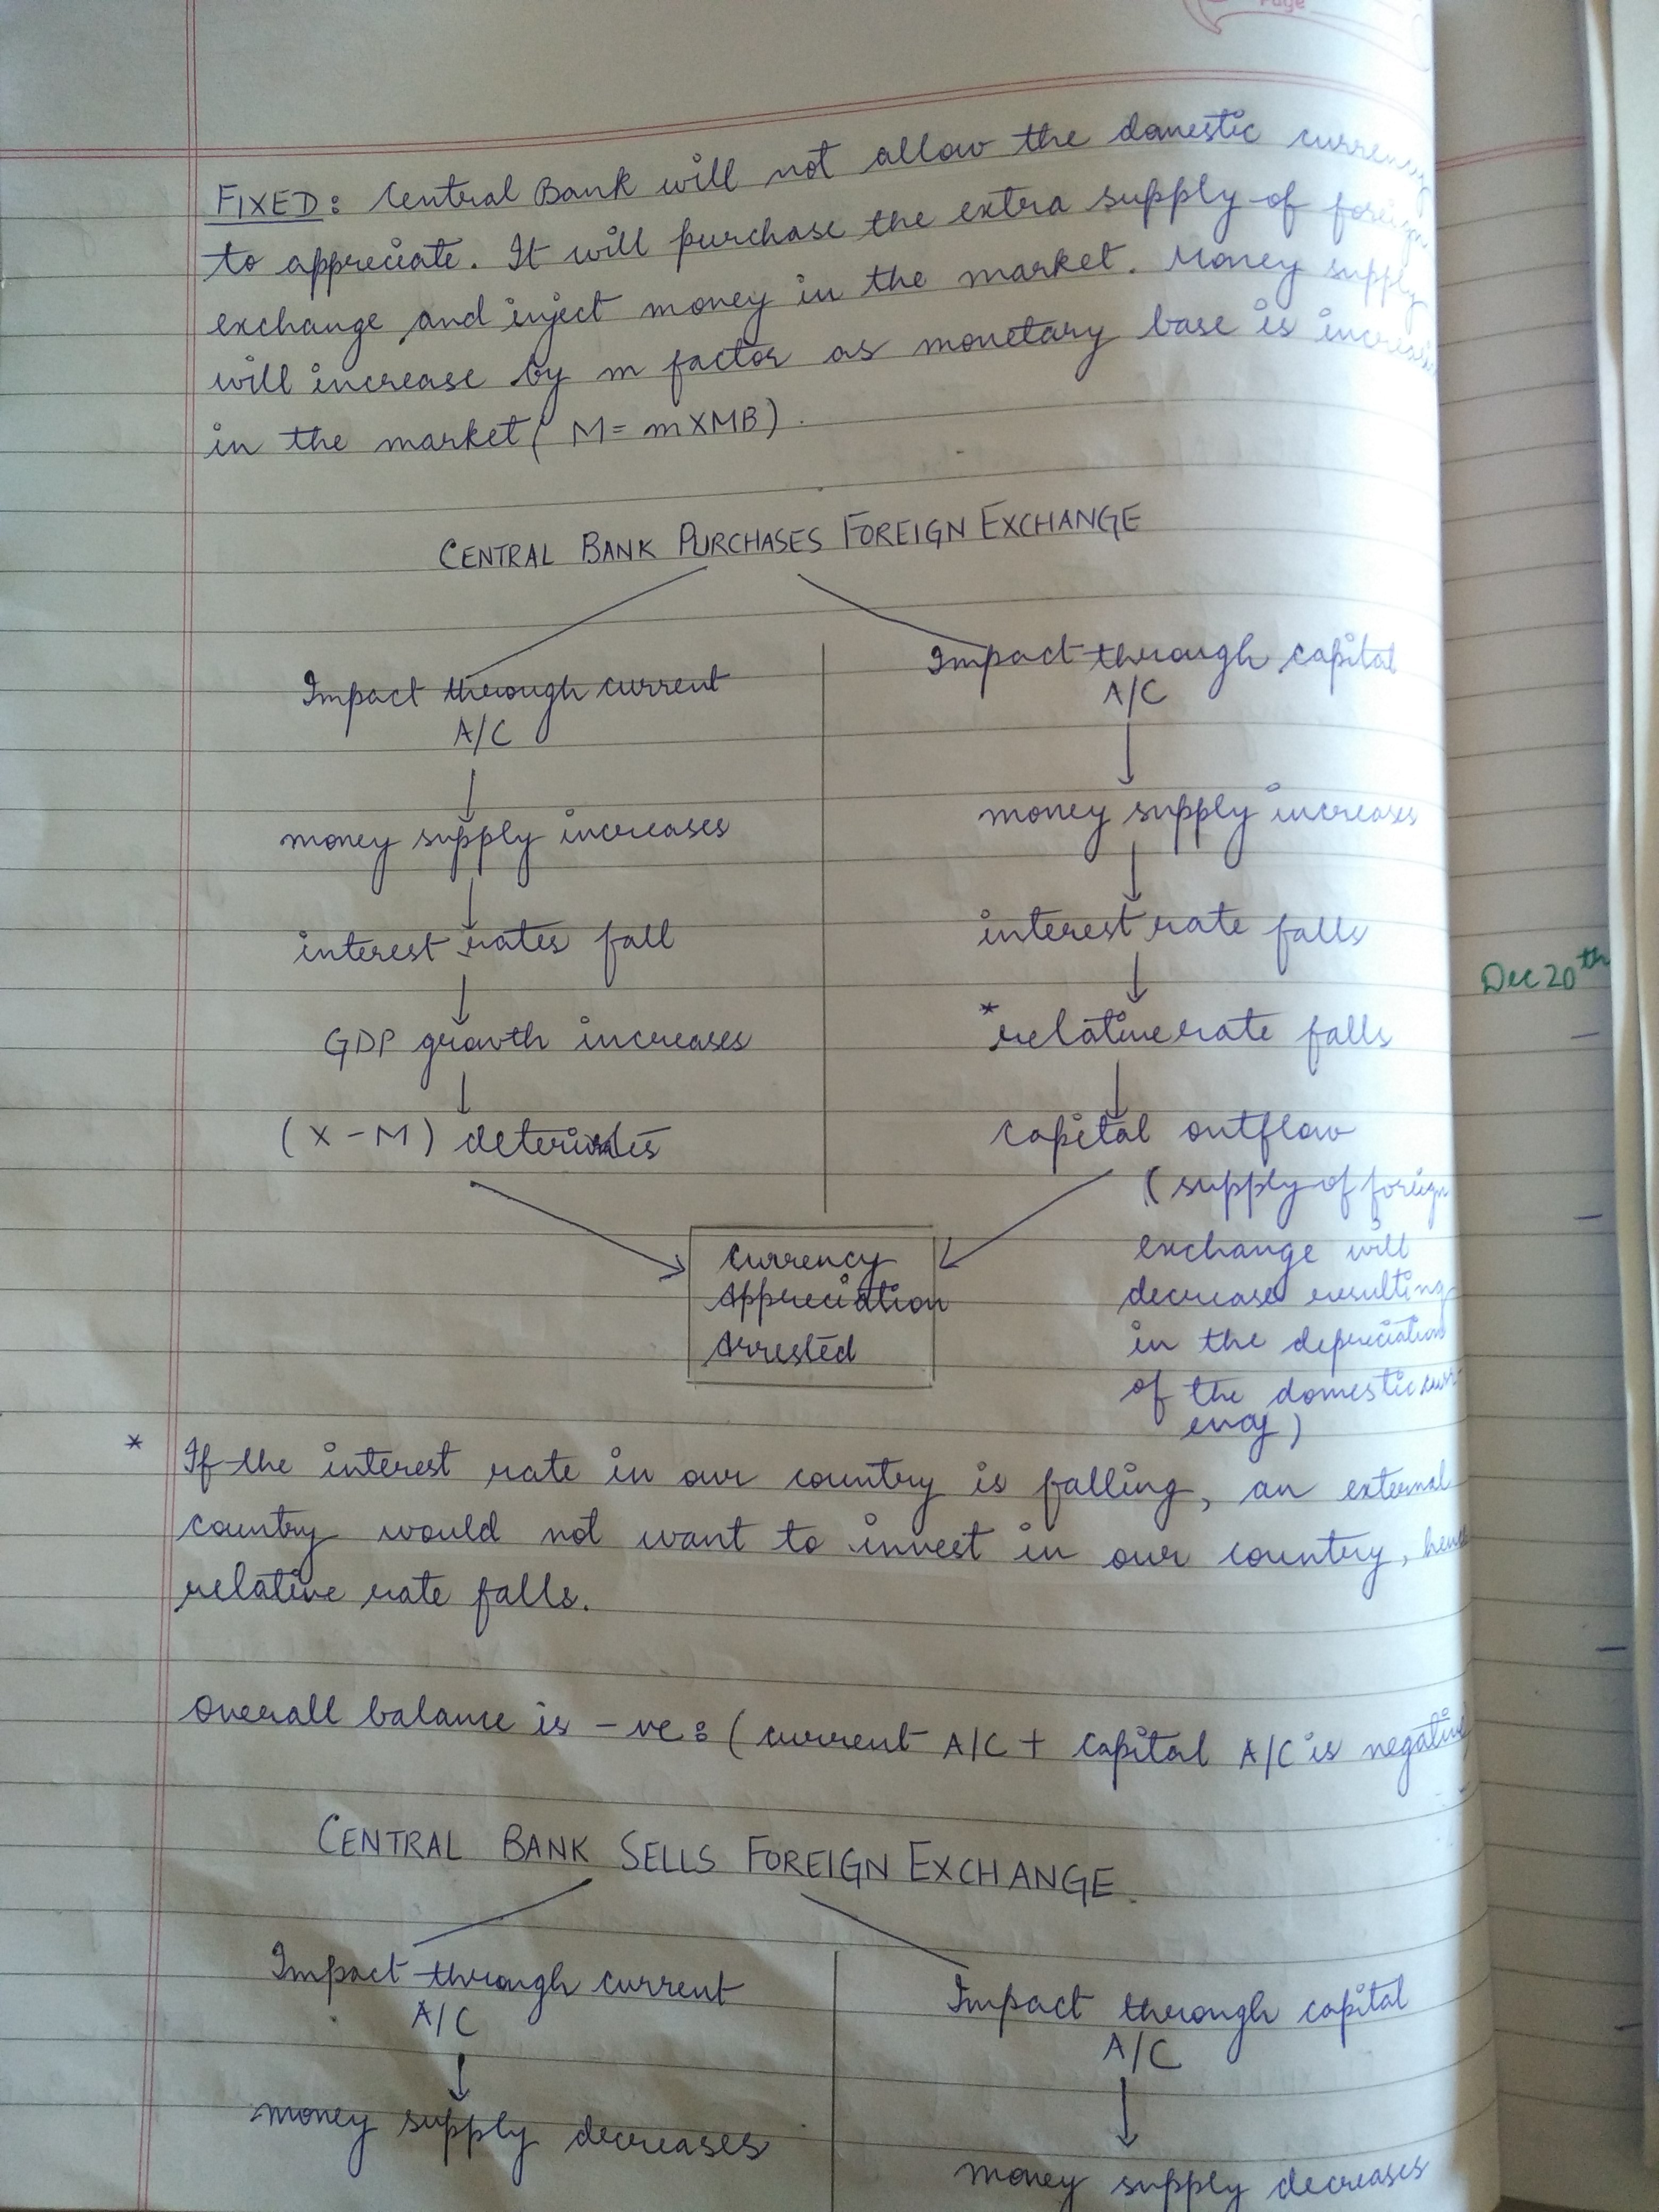 Page
FIXED: Central Bank will not allow the domestic currency
to appreciate. It will purchase the extra supply of foreign
exchange and inject money in the market. Money supply
will increase by m factor as monetary base is
in the market ( M = m X MB ) .
CENTRAL BANK PURCHASES FOREIGN EXCHANGE
Impact through current
A/C
↓
money supply increases
↓
interest rates fall
↓
GDP growth increases
↓
( X - M )
Impact through capital
A/C
↓
money supply increases
↓
interest rate falls
↓
*relative rate falls
↓
capital outflow
( supply of foreign
exchange will
decrease resulting
in the depreciation
of the domestic curr
ency )
Currency
Appreciation
Arrested
* If the interest rate in our country is falling, an external
country would not want to invest in our country, hence
relative rate falls.
Overall balance is -ve : ( current A/C + capital A/C is negative
CENTRAL BANK SELLS FOREIGN EXCHANGE.
Impact through current
A/C
↓
money supply decreases
Impact through capital
A/C
↓
money supply decreases
Dec 20th